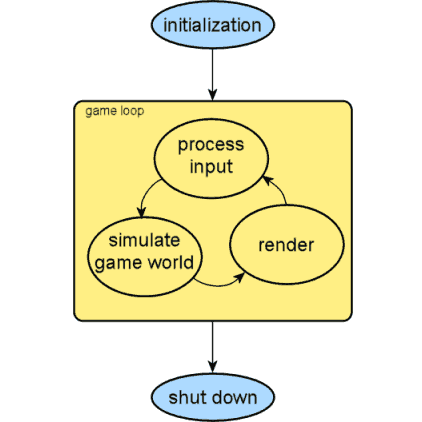 initialization
game loop
process
input
simulate
game world
render
shut down